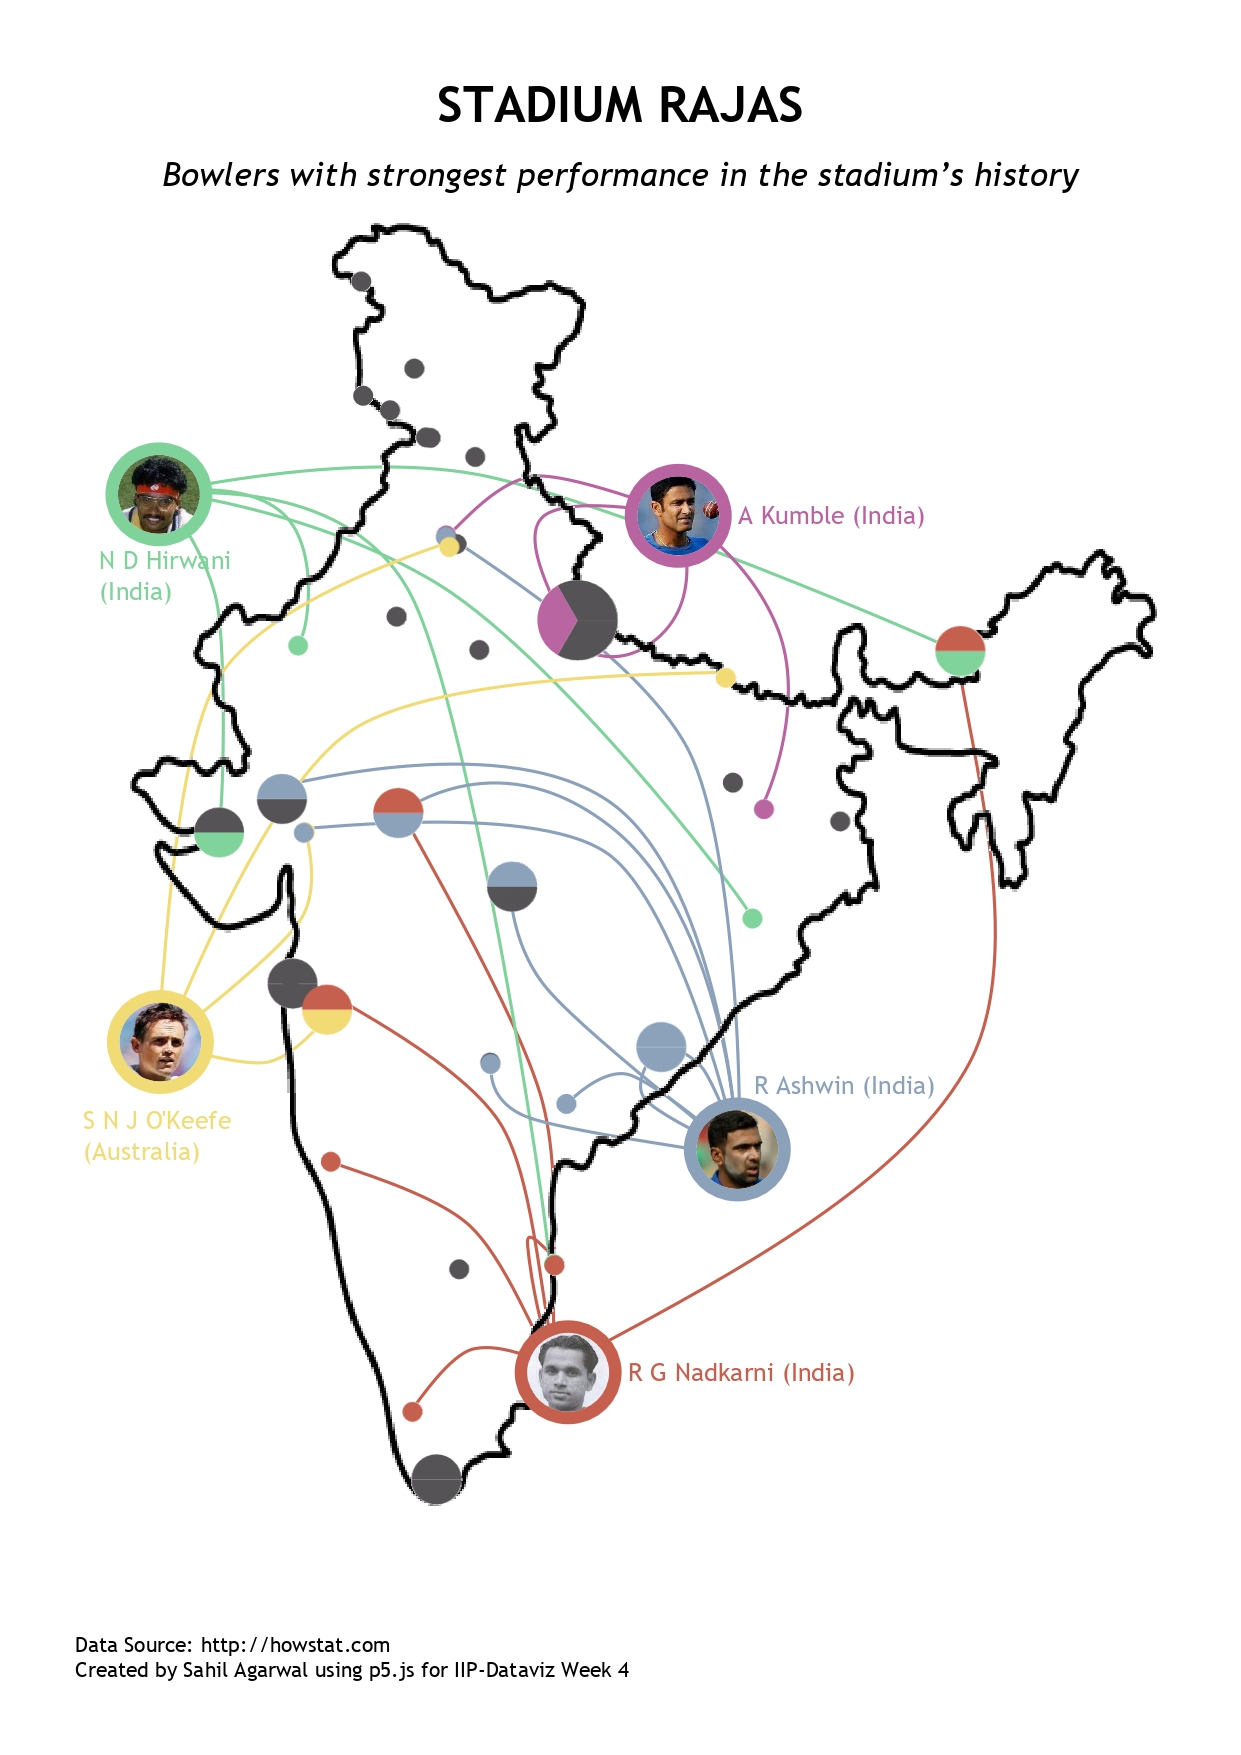 STADIUM RAJAS
Bowlers with strongest performance in the stadium’s history
A Kumble (India)
N D Hirwani
(India)
R Ashwin (India)
S N J O'Keefe
(Australia)
R G Nadkarni (India)
Data Source: http://howstat.com
Created by Sahil Agarwal using p5.js for IIP-Dataviz Week 4